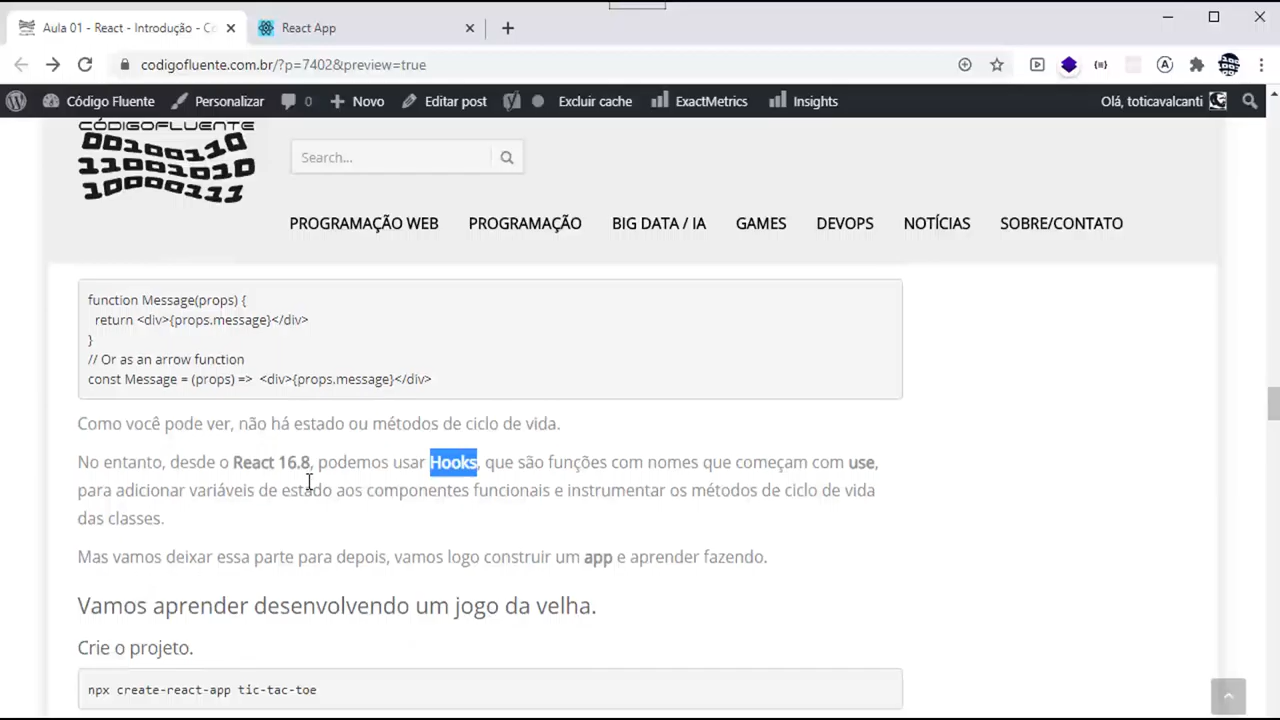 Aula 01 - React - Introdução - Có
React App
codigofluente.com.br/?p=7402&preview=true
Código Fluente
Personalizar
0
Novo
Editar post
Excluir cache
ExactMetrics
Insights
Olá, toticavalcanti
CÓDIGOFLUENTE
00100110
11001010
10000111
Search...
PROGRAMAÇÃO WEB
PROGRAMAÇÃO
BIG DATA / IA
GAMES
DEVOPS
NOTÍCIAS
SOBRE/CONTATO
function Message(props) {
return <div>{props.message}</div>
}
// Or as an arrow function
const Message = (props) => <div>{props.message}</div>
Como você pode ver, não há estado ou métodos de ciclo de vida.
No entanto, desde o React 16.8, podemos usar Hooks, que são funções com nomes que começam com use,
para adicionar variáveis de estado aos componentes funcionais e instrumentar os métodos de ciclo de vida
das classes.
Mas vamos deixar essa parte para depois, vamos logo construir um app e aprender fazendo.
Vamos aprender desenvolvendo um jogo da velha.
Crie o projeto.
npx create-react-app tic-tac-toe